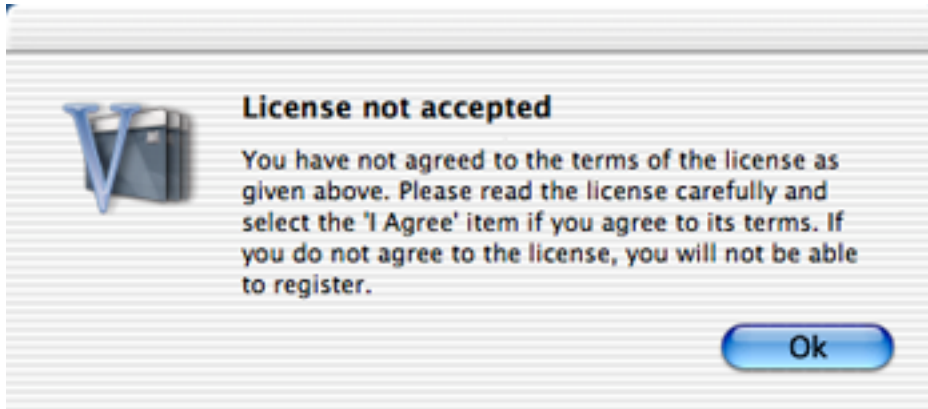 License not accepted
You have not agreed to the terms of the license as
given above. Please read the license carefully and
select the 'I Agree' item if you agree to its terms. If
you do not agree to the license, you will not be able
to register.
V
Ok